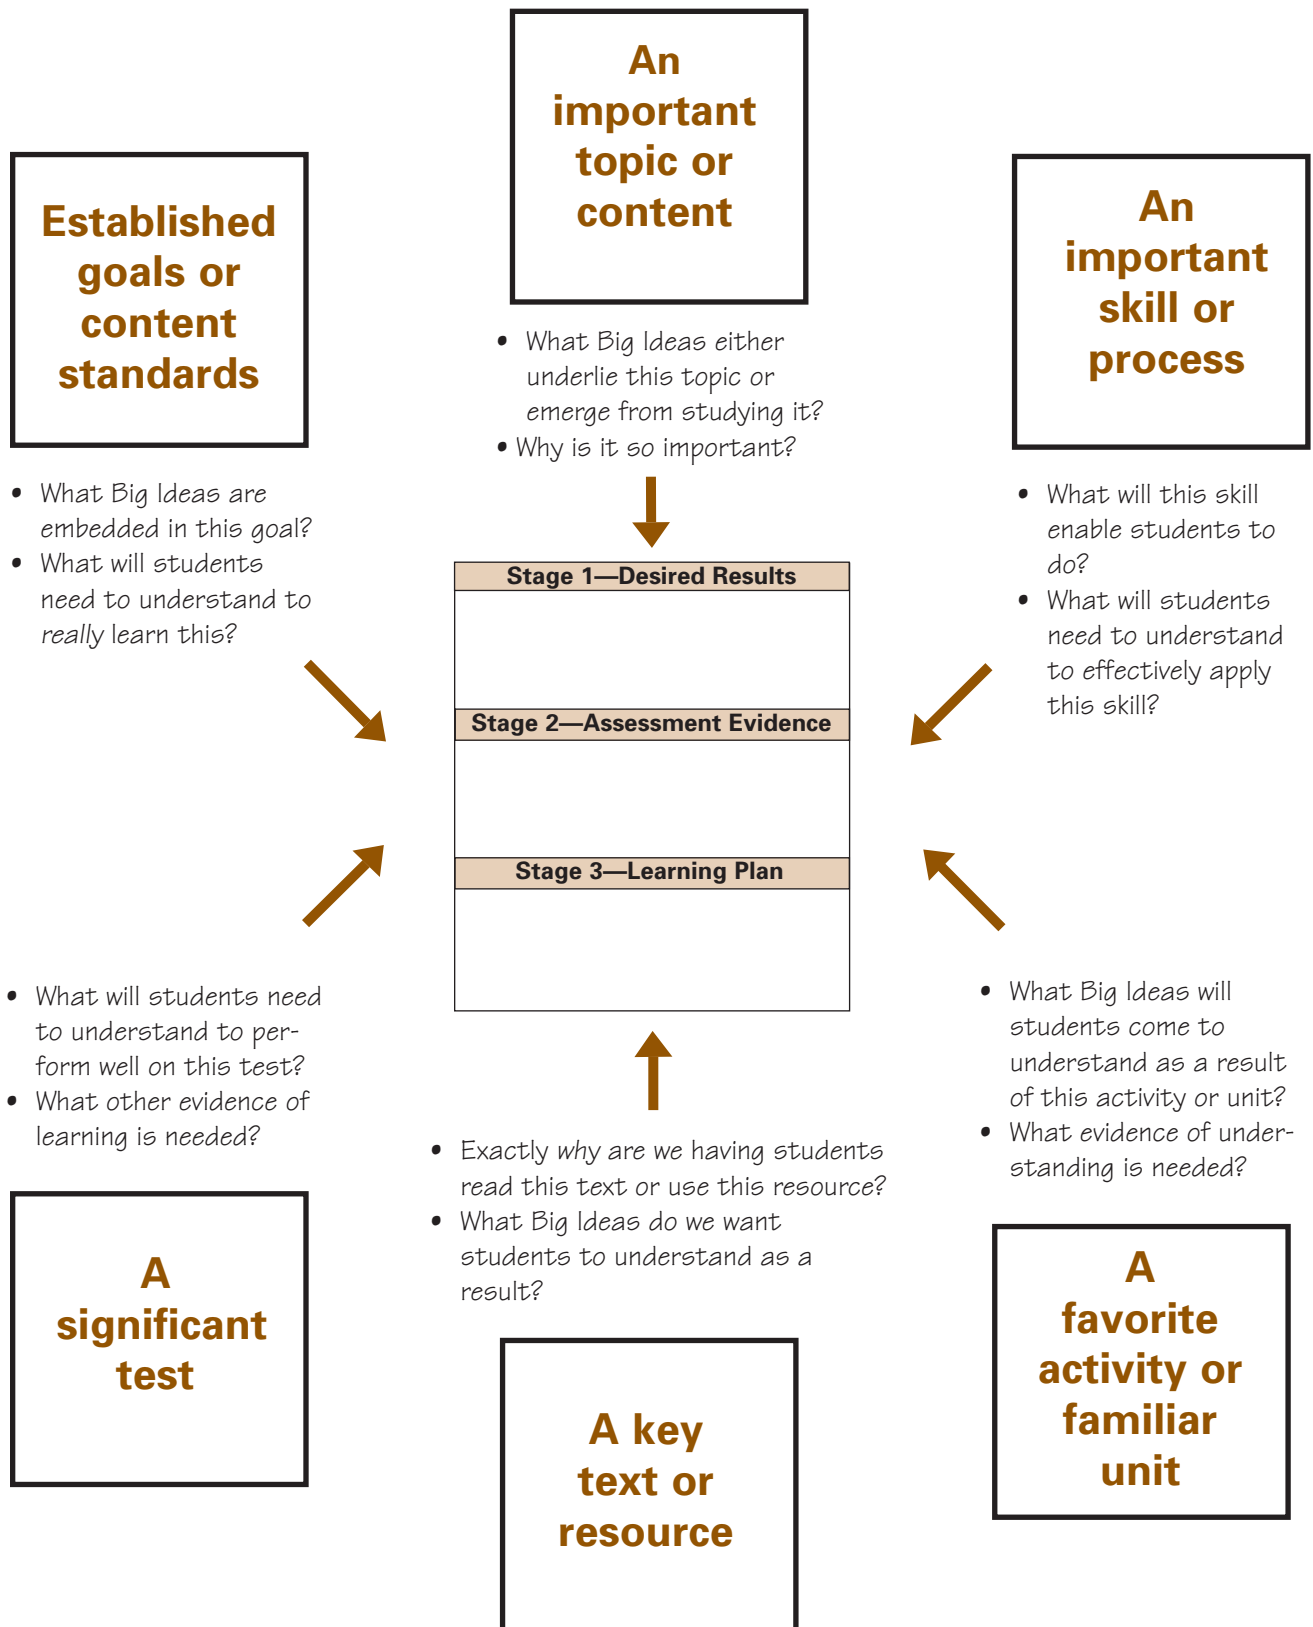 An
important
topic or
content
Established
goals or
content
standards
An
important
skill or
process
• What Big Ideas either
underlie this topic or
emerge from studying it?
• Why is it so important?
• What Big Ideas are
embedded in this goal?
• What will students
need to understand to
really learn this?
• What will this skill
enable students to
do?
• What will students
need to understand
to effectively apply
this skill?
Stage 1—Desired Results
Stage 2—Assessment Evidence
Stage 3—Learning Plan
• What will students need
to understand to per-
form well on this test?
• What other evidence of
learning is needed?
• Exactly why are we having students
read this text or use this resource?
• What Big Ideas do we want
students to understand as a
result?
• What Big Ideas will
students come to
understand as a result
of this activity or unit?
• What evidence of under-
standing is needed?
A
significant
test
A key
text or
resource
A
favorite
activity or
familiar
unit